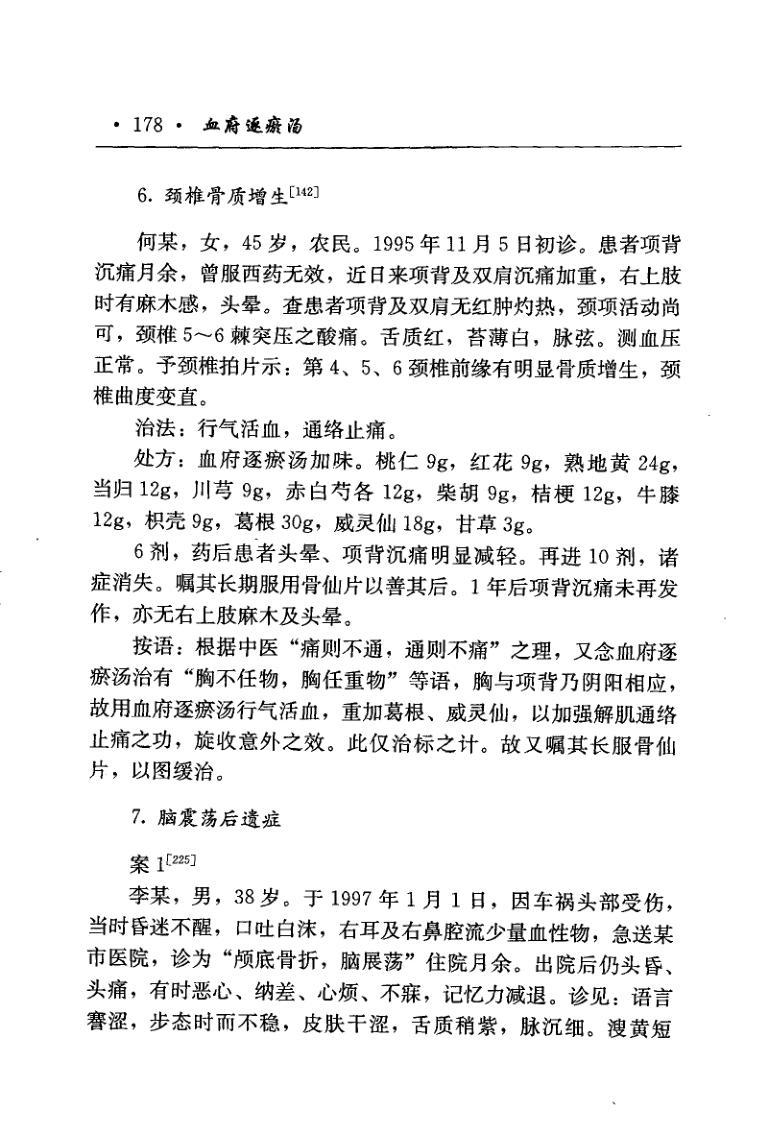 · 178 · 血府逐瘀汤
6. 颈椎骨质增生[142]
何某，女，45 岁，农民。1995 年 11 月 5 日初诊。患者项背
沉痛月余，曾服西药无效，近日来项背及双肩沉痛加重，右上肢
时有麻木感，头晕。查患者项背及双肩无红肿灼热，颈项活动尚
可，颈椎 5～6 棘突压之酸痛。舌质红，苔薄白，脉弦。测血压
正常。予颈椎拍片示：第 4、5、6 颈椎前缘有明显骨质增生，颈
椎曲度变直。
治法：行气活血，通络止痛。
处方：血府逐瘀汤加味。桃仁 9g，红花 9g，熟地黄 24g，
当归 12g，川芎 9g，赤白芍各 12g，柴胡 9g，桔梗 12g，牛膝
12g，枳壳 9g，葛根 30g，威灵仙 18g，甘草 3g。
6 剂，药后患者头晕、项背沉痛明显减轻。再进 10 剂，诸
症消失。嘱其长期服用骨仙片以善其后。1 年后项背沉痛未再发
作，亦无右上肢麻木及头晕。
按语：根据中医“痛则不通，通则不痛”之理，又念血府逐
瘀汤治有“胸不任物，胸任重物”等语，胸与项背乃阴阳相应，
故用血府逐瘀汤行气活血，重加葛根、威灵仙，以加强解肌通络
止痛之功，旋收意外之效。此仅治标之计。故又嘱其长服骨仙
片，以图缓治。
7. 脑震荡后遗症
案 1[225]
李某，男，38 岁。于 1997 年 1 月 1 日，因车祸头部受伤，
当时昏迷不醒，口吐白沫，右耳及右鼻腔流少量血性物，急送某
市医院，诊为“颅底骨折，脑展荡”住院月余。出院后仍头昏、
头痛，有时恶心、纳差、心烦、不寐，记忆力减退。诊见：语言
謇涩，步态时而不稳，皮肤干涩，舌质稍紫，脉沉细。溲黄短